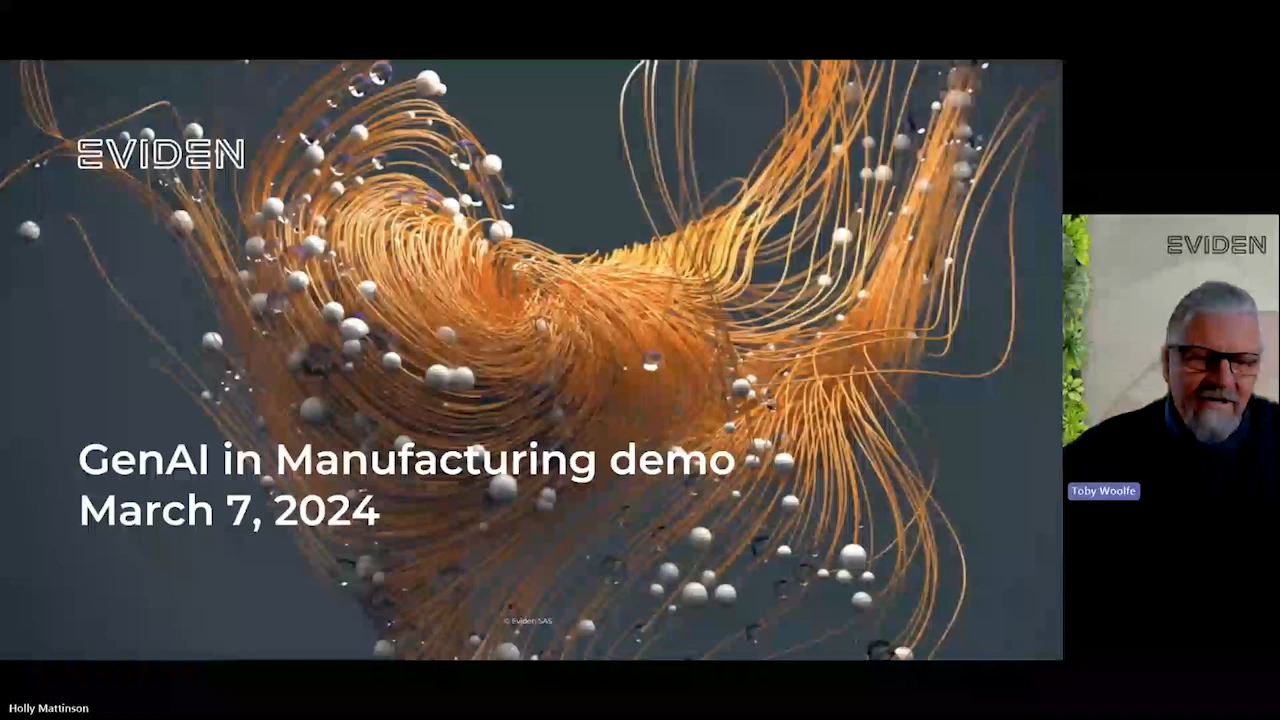 EVIDEN
GenAI in Manufacturing demo
March 7, 2024
© Eviden SAS
EVIDEN
Toby Woolfe
Holly Mattinson